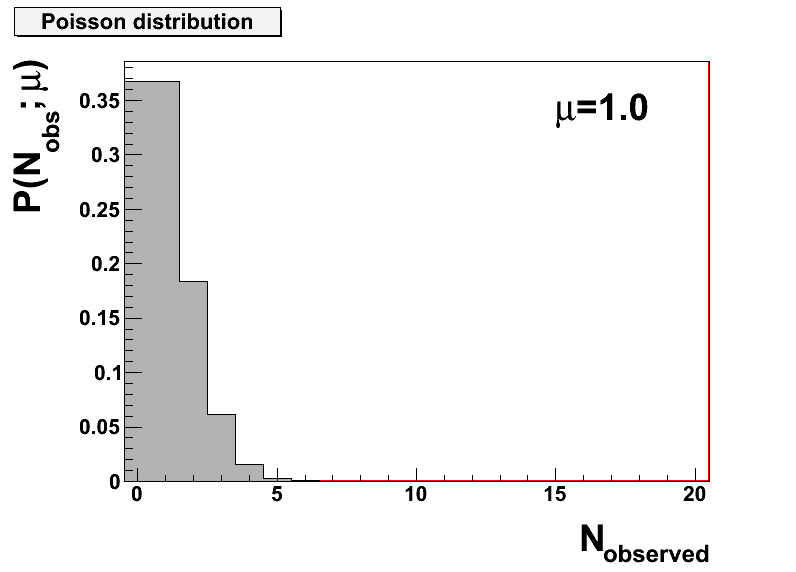 Poisson distribution
P(N_obs; μ)
μ=1.0
0.35
0.3
0.25
0.2
0.15
0.1
0.05
0
0 5 10 15 20
N_observed